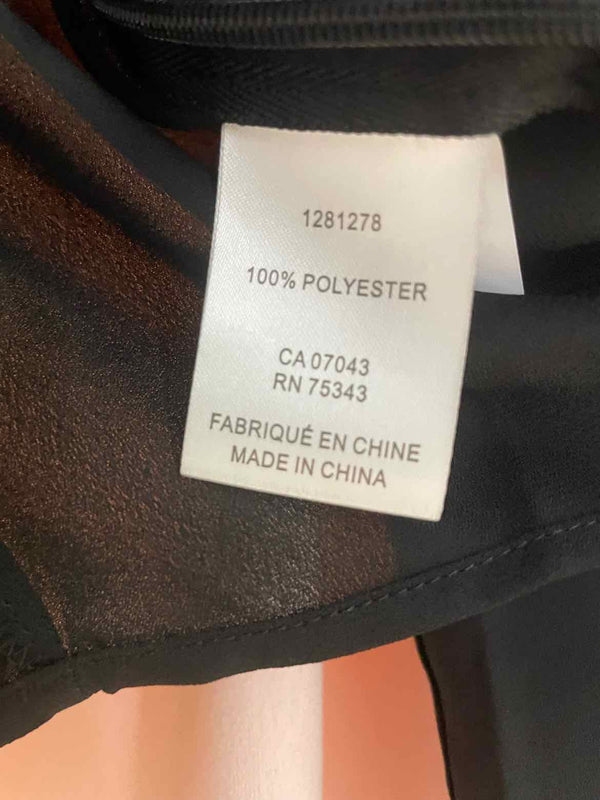 1281278
100% POLYESTER
CA 07043
RN 75343
FABRIQUÉ EN CHINE
MADE IN CHINA